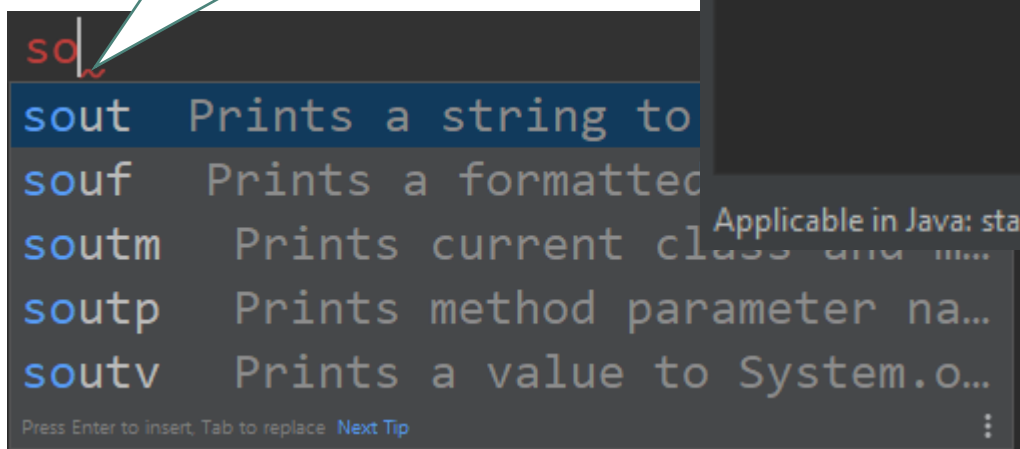 so
sout Prints a string to
souf Prints a formatted
Applicable in Java: sta
soutm Prints current class and m…
soutp Prints method parameter na…
soutv Prints a value to System.o…
Press Enter to insert, Tab to replace Next Tip